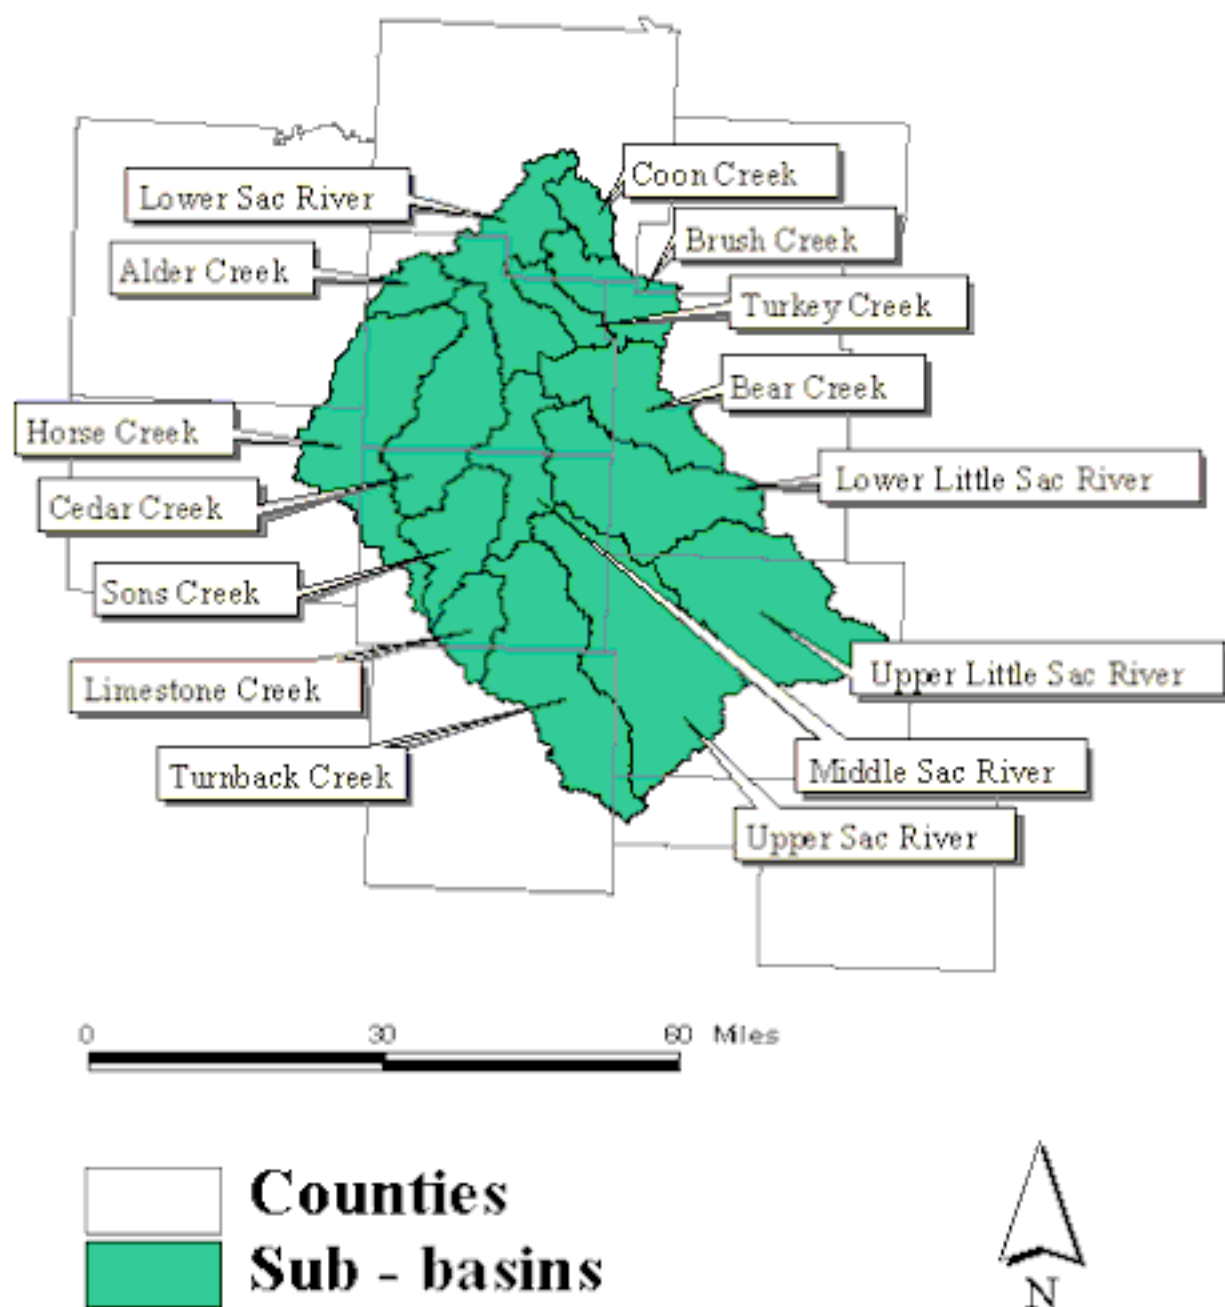 Coon Creek
Lower Sac River
Brush Creek
Alder Creek
Turkey Creek
Bear Creek
Horse Creek
Lower Little Sac River
Cedar Creek
Sons Creek
Upper Little Sac River
Limestone Creek
Turnback Creek
Middle Sac River
Upper Sac River
0 30 60 Miles
Counties
Sub - basins
N